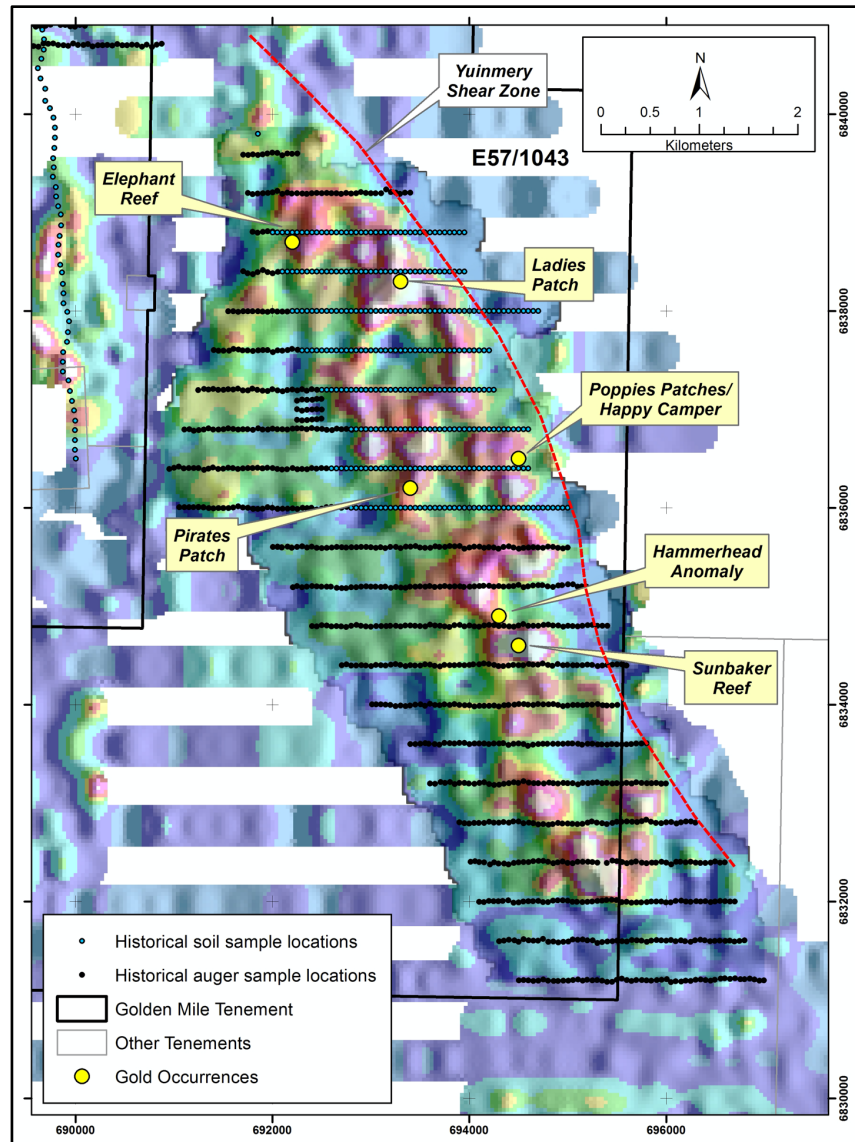 Yuinmery
Shear Zone
N
0
0.5
1
2
Kilometers
E57/1043
Elephant
Reef
Ladies
Patch
Poppies Patches/
Happy Camper
Pirates
Patch
Hammerhead
Anomaly
Sunbaker
Reef
6840000
6838000
6836000
6834000
6832000
6830000
Historical soil sample locations
Historical auger sample locations
Golden Mile Tenement
Other Tenements
Gold Occurrences
690000
692000
694000
696000